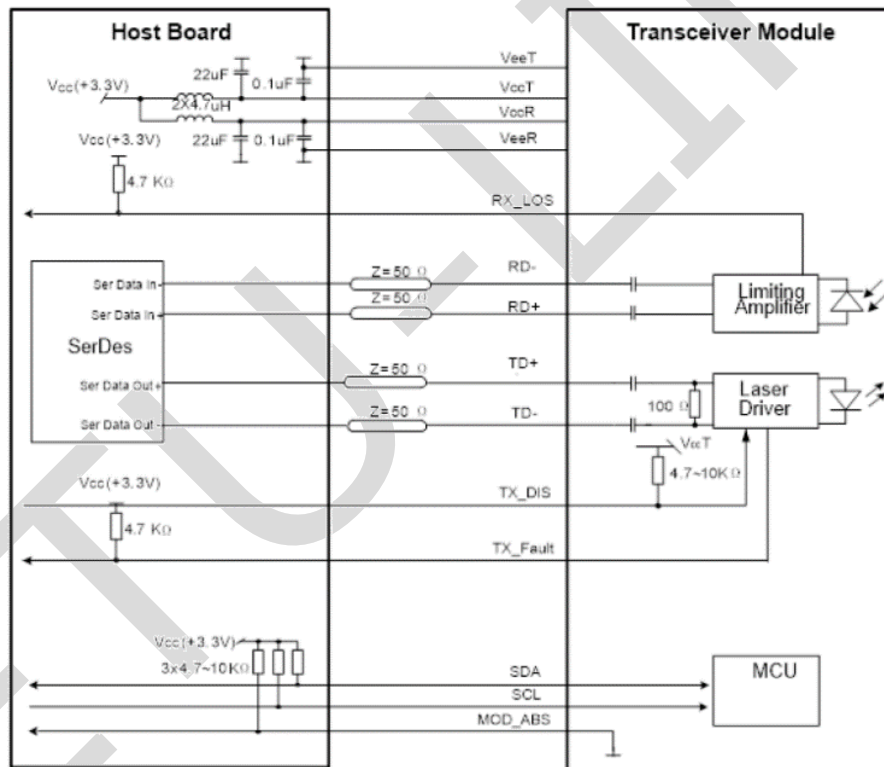 Host Board
Transceiver Module
VeeT
22uF
0.1uF
Vcc(+3.3V)
VccT
2X4.7uH
VccR
Vcc(+3.3V)
22uF
0.1uF
VeeR
4.7 KΩ
RX_LOS
Z=50 Ω
RD-
Ser Data In-
Z=50 Ω
Limiting
Amplifier
RD+
Ser Data In+
SerDes
Z=50 Ω
TD+
Ser Data Out+
Laser
Driver
Z=50 Ω
TD-
100 Ω
Ser Data Out-
VccT
4.7~10KΩ
Vcc(+3.3V)
TX_DIS
4.7 KΩ
TX_Fault
Vcc(+3.3V)
3x4.7~10KΩ
SDA
MCU
SCL
MOD_ABS